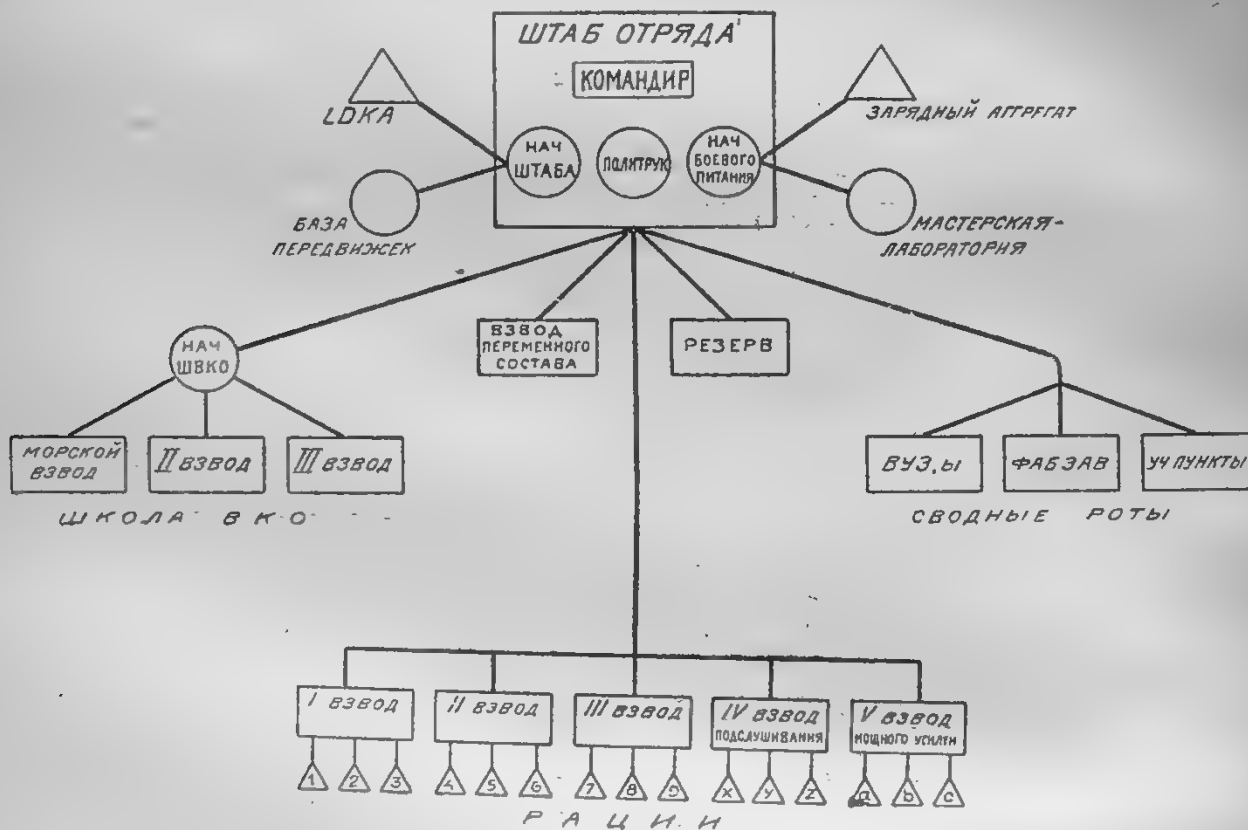 ШТАБ ОТРЯДА
КОМАНДИР
LDKA
ЗАРЯДНЫЙ АГГРЕГАТ
НАЧ
ШТАБА
ПОЛИТРУК
НАЧ
БОЕВОГО
ПИТАНИЯ
БАЗА
ПЕРЕДВИЖЕК
МАСТЕРСКАЯ-
ЛАБОРАТОРИЯ
НАЧ
ШВКО
ВЗВОД
ПЕРЕМЕННОГО
СОСТАВА
РЕЗЕРВ
МОРСКОЙ
ВЗВОД
II ВЗВОД
III ВЗВОД
ШКОЛА ВКО
ВУЗ,Ы
ФАБЗАВ
УЧ ПУНКТЫ
СВОДНЫЕ РОТЫ
I ВЗВОД
II ВЗВОД
III ВЗВОД
IV ВЗВОД
ПОДСЛУШИВАНИЯ
V ВЗВОД
МОЩНОГО УСИЛТИ
1 2 3 4 5 6 7 8 9 X Y Z a b c
РАЦИИ